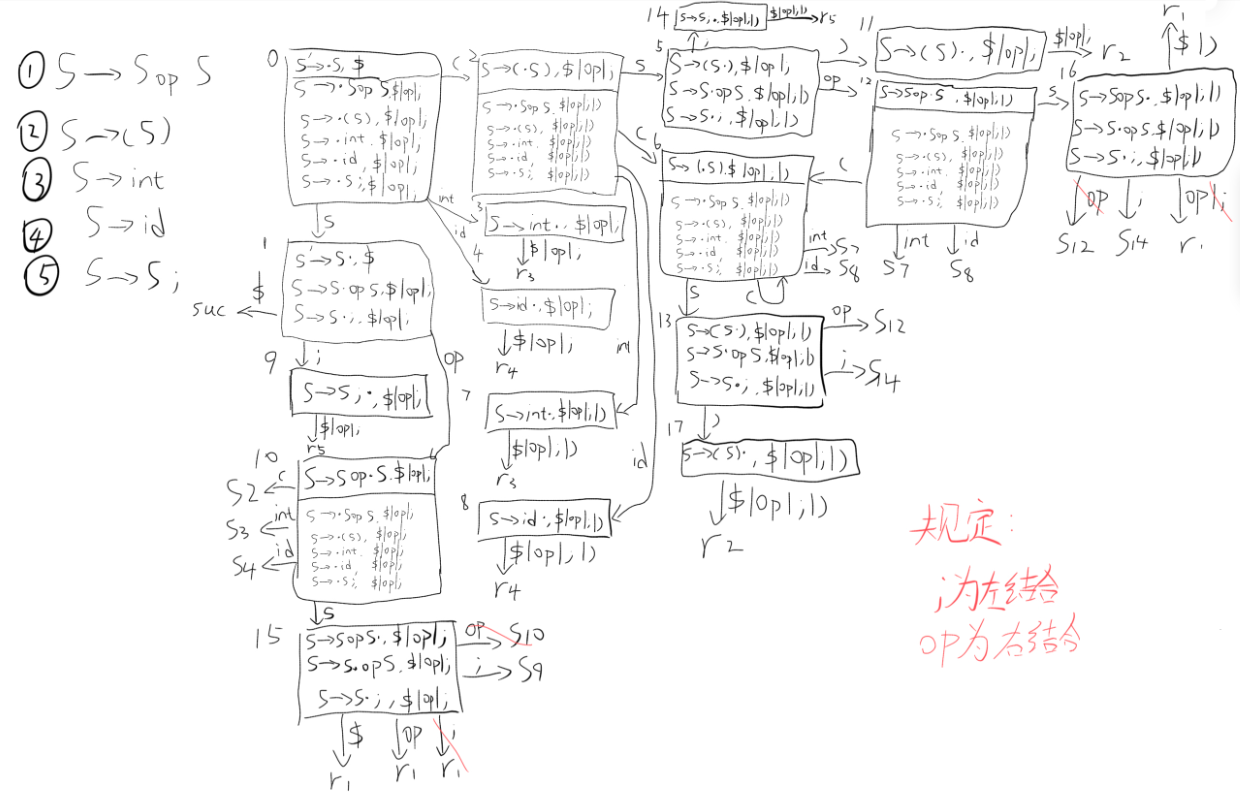 ① S → S op S
② S → (S)
③ S → int
④ S → id
⑤ S → S ;
0
S' → ·S, $
S → ·S op S, $|op|;
S → ·(S), $|op|;
S → ·int, $|op|;
S → ·id, $|op|;
S → ·S;, $|op|;
(
int
id
S
1
S' → S·, $
S → S·op S, $|op|;
S → S·;, $|op|;
$
suc
;
op
9
S → S;·, $|op|;
$|op|;
r5
10
S → S op·S, $|op|;
S → ·S op S, $|op|;
S → ·(S), $|op|;
S → ·int, $|op|;
S → ·id, $|op|;
S → ·S;, $|op|;
(
S2
int
S3
id
S4
S
15
S → S op S·, $|op|;
S → S·op S, $|op|;
S → S·;, $|op|;
op
S10
;
S9
$
r1
op
r1
;
r1
2
S → (·S), $|op|;
S → ·S op S, $|op|;|)
S → ·(S), $|op|;|)
S → ·int, $|op|;|)
S → ·id, $|op|;|)
S → ·S;, $|op|;|)
S
(
int
id
3
S → int·, $|op|;
$|op|;
r3
4
S → id·, $|op|;
$|op|;
r4
7
S → int·, $|op|;|)
$|op|;|)
r3
8
S → id·, $|op|;|)
$|op|;|)
r4
14
S → S;·, $|op|;|)
$|op|;|)
r5
5
;
S → (S·), $|op|;
S → S·op S, $|op|;|)
S → S·;, $|op|;|)
)
op
6
S → (·S), $|op|;|)
S → ·S op S, $|op|;|)
S → ·(S), $|op|;|)
S → ·int, $|op|;|)
S → ·id, $|op|;|)
S → ·S;, $|op|;|)
int
S7
id
S8
(
S
13
S → (S·), $|op|;|)
S → S·op S, $|op|;|)
S → S·;, $|op|;|)
op
S12
;
S14
)
17
S → (S)·, $|op|;|)
$|op|;|)
r2
11
S → (S)·, $|op|;
$|op|;
r2
12
S → S op·S, $|op|;|)
S → ·S op S, $|op|;|)
S → ·(S), $|op|;|)
S → ·int, $|op|;|)
S → ·id, $|op|;|)
S → ·S;, $|op|;|)
(
int
S7
id
S8
S
r1
$|)
16
S → S op S·, $|op|;|)
S → S·op S, $|op|;|)
S → S·;, $|op|;|)
op
S12
;
S14
op|;
r1
规定:
;为左结合
op为右结合